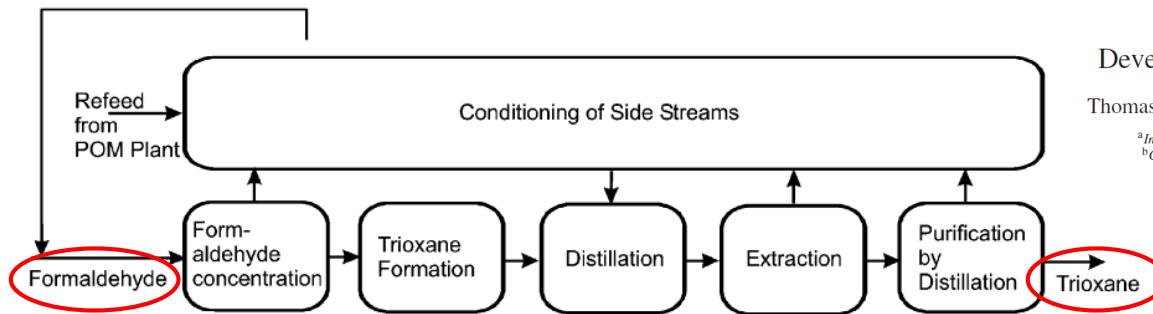 Deve
Thomas
Refeed
from
POM Plant
Conditioning of Side Streams
Form-
aldehyde
concentration
Trioxane
Formation
Distillation
Extraction
Purification
by
Distillation
Formaldehyde
Trioxane